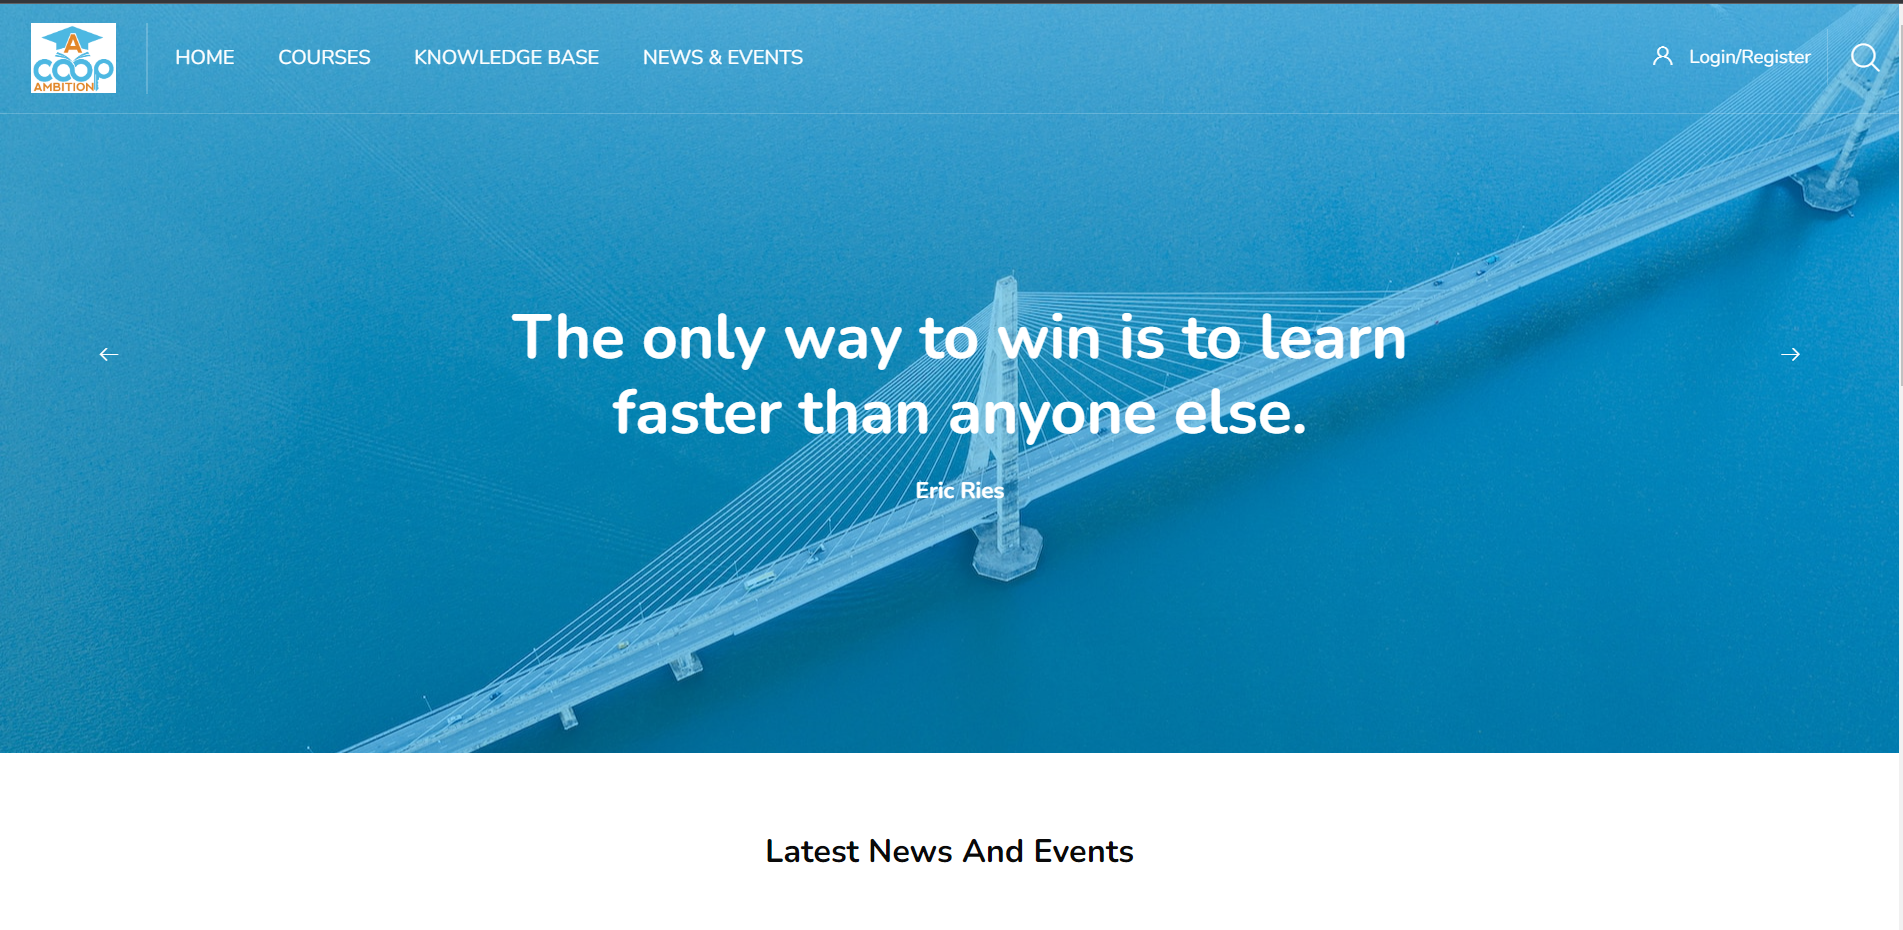 A
coop
AMBITION
HOME
COURSES
KNOWLEDGE BASE
NEWS & EVENTS
Login/Register
The only way to win is to learn
faster than anyone else.
Eric Ries
Latest News And Events